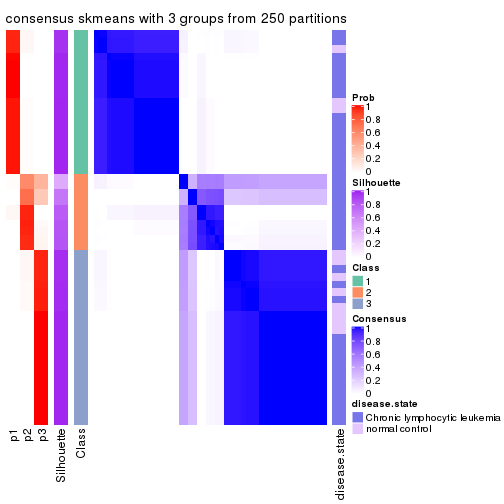 consensus skmeans with 3 groups from 250 partitions
Prob
1
0.8
0.6
0.4
0.2
0
Silhouette
1
0.8
0.6
0.4
0.2
0
Class
1
2
3
Consensus
1
0.8
0.6
0.4
0.2
0
disease.state
Chronic lymphocytic leukemia
normal control
p1
p2
p3
Silhouette
Class
disease.state